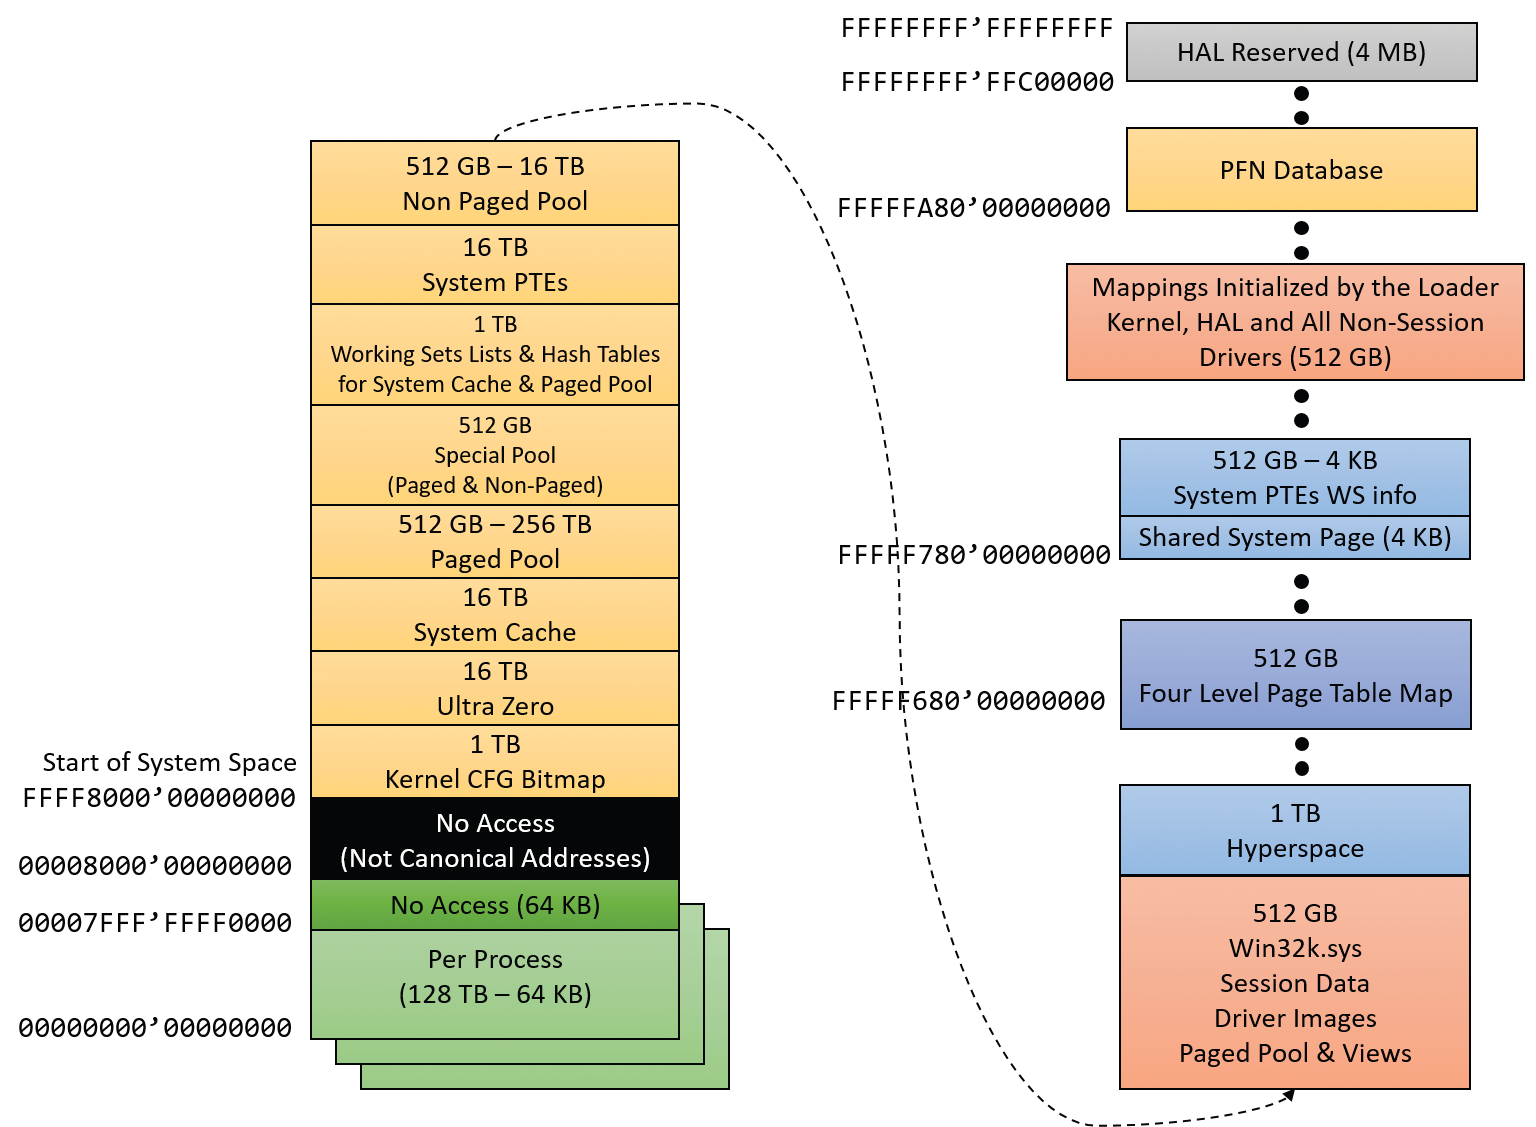 512 GB – 16 TB
Non Paged Pool
16 TB
System PTEs
1 TB
Working Sets Lists & Hash Tables
for System Cache & Paged Pool
512 GB
Special Pool
(Paged & Non-Paged)
512 GB – 256 TB
Paged Pool
16 TB
System Cache
16 TB
Ultra Zero
1 TB
Kernel CFG Bitmap
Start of System Space
FFFF8000’00000000
No Access
(Not Canonical Addresses)
00008000’00000000
No Access (64 KB)
00007FFF’FFFF0000
Per Process
(128 TB – 64 KB)
00000000’00000000
FFFFFFFF’FFFFFFFF
HAL Reserved (4 MB)
FFFFFFFF’FFC00000
PFN Database
FFFFFA80’00000000
Mappings Initialized by the Loader
Kernel, HAL and All Non-Session
Drivers (512 GB)
512 GB – 4 KB
System PTEs WS info
Shared System Page (4 KB)
FFFFF780’00000000
512 GB
Four Level Page Table Map
FFFFF680’00000000
1 TB
Hyperspace
512 GB
Win32k.sys
Session Data
Driver Images
Paged Pool & Views